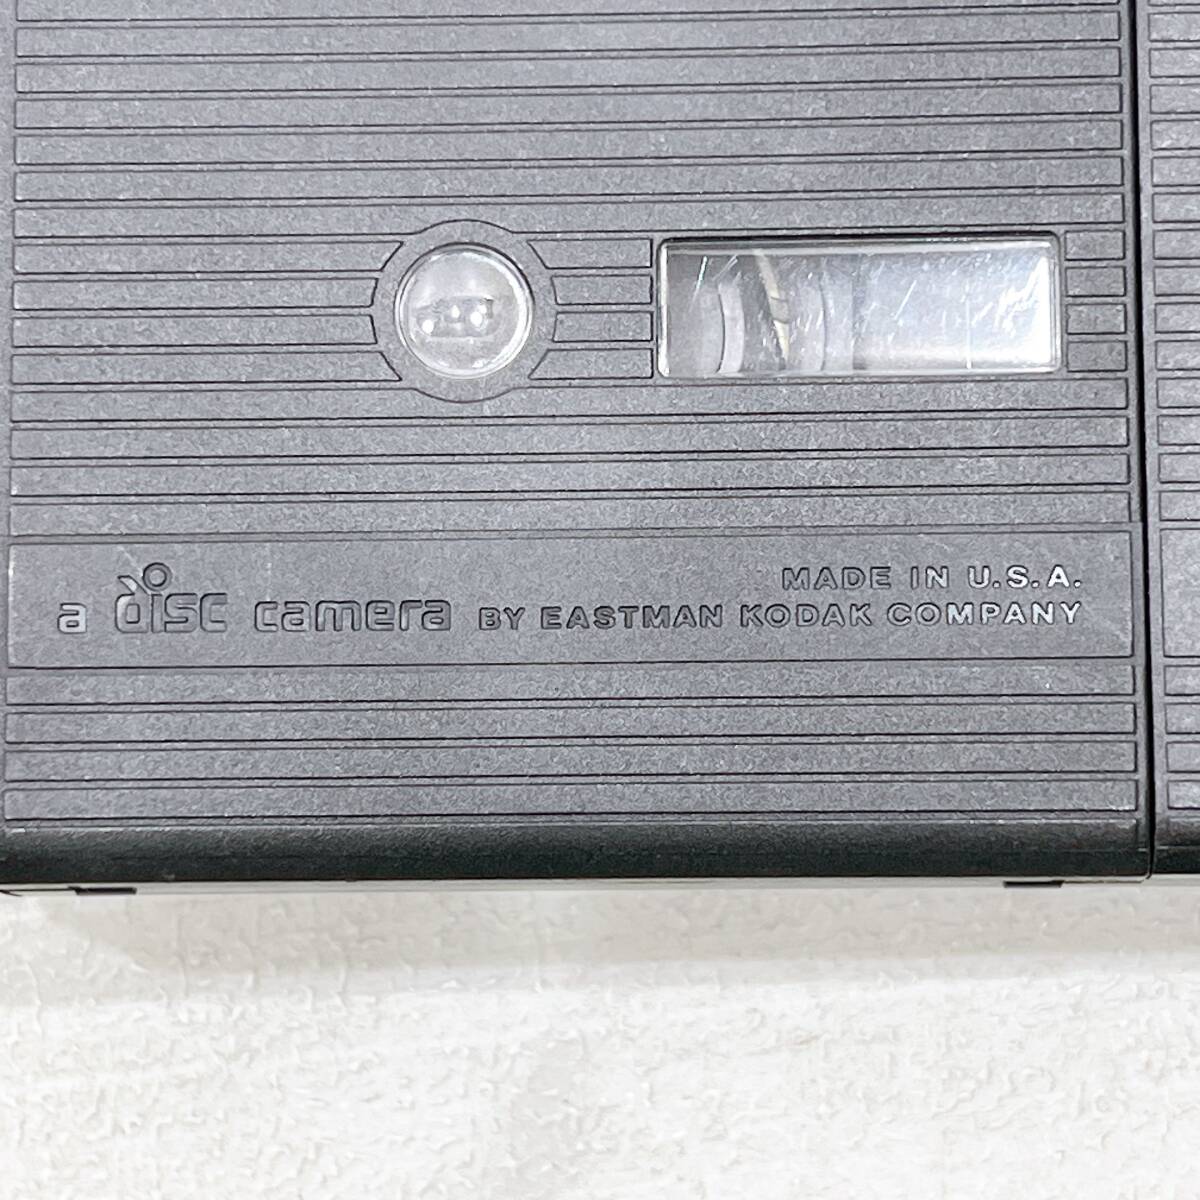 MADE IN U.S.A.
a disc camera BY EASTMAN KODAK COMPANY